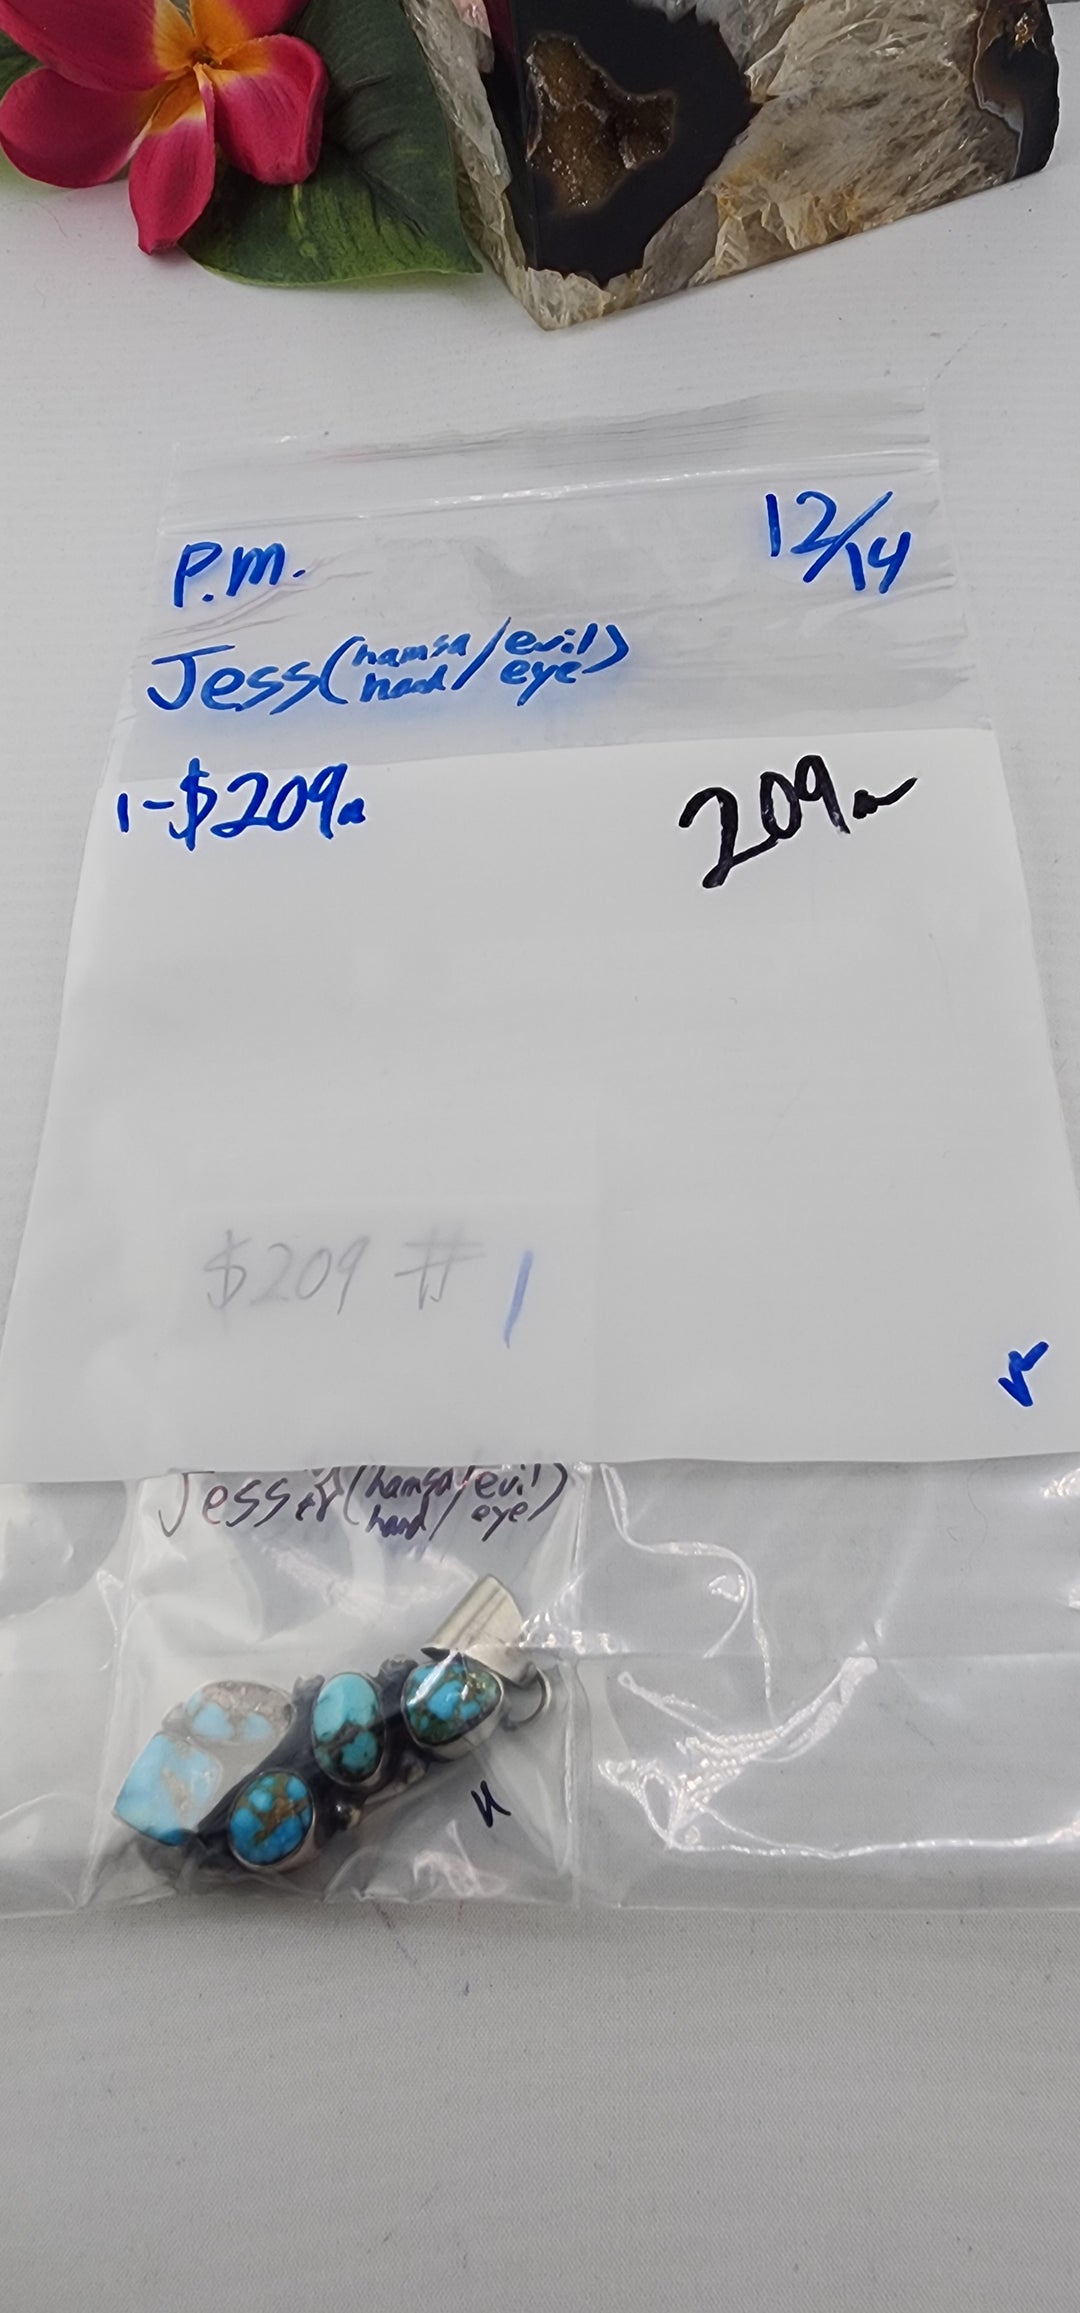 P.M. 12/14
Jess (hamsa hand / evil eye)
1-$209 209
$209 # 1
Jess (hamsa hand / evil eye)